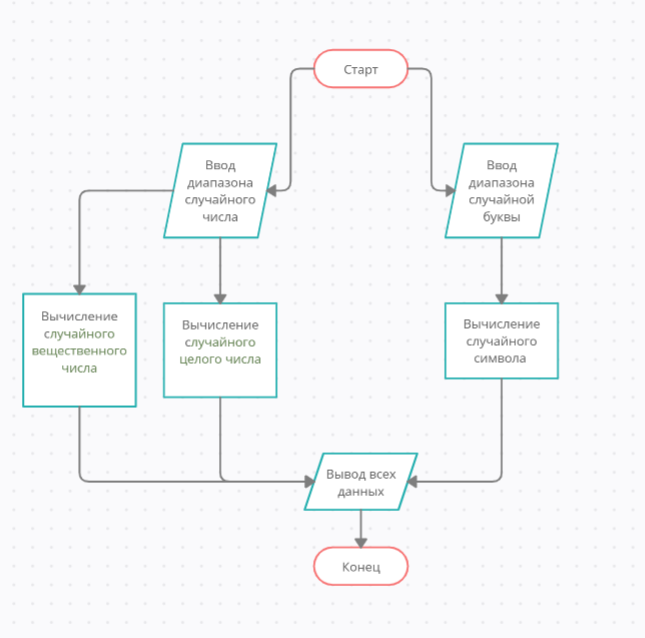 Старт
Ввод
диапазона
случайного
числа
Ввод
диапазона
случайной
буквы
Вычисление
случайного
вещественного
числа
Вычисление
случайного
целого числа
Вычисление
случайного
символа
Вывод всех
данных
Конец